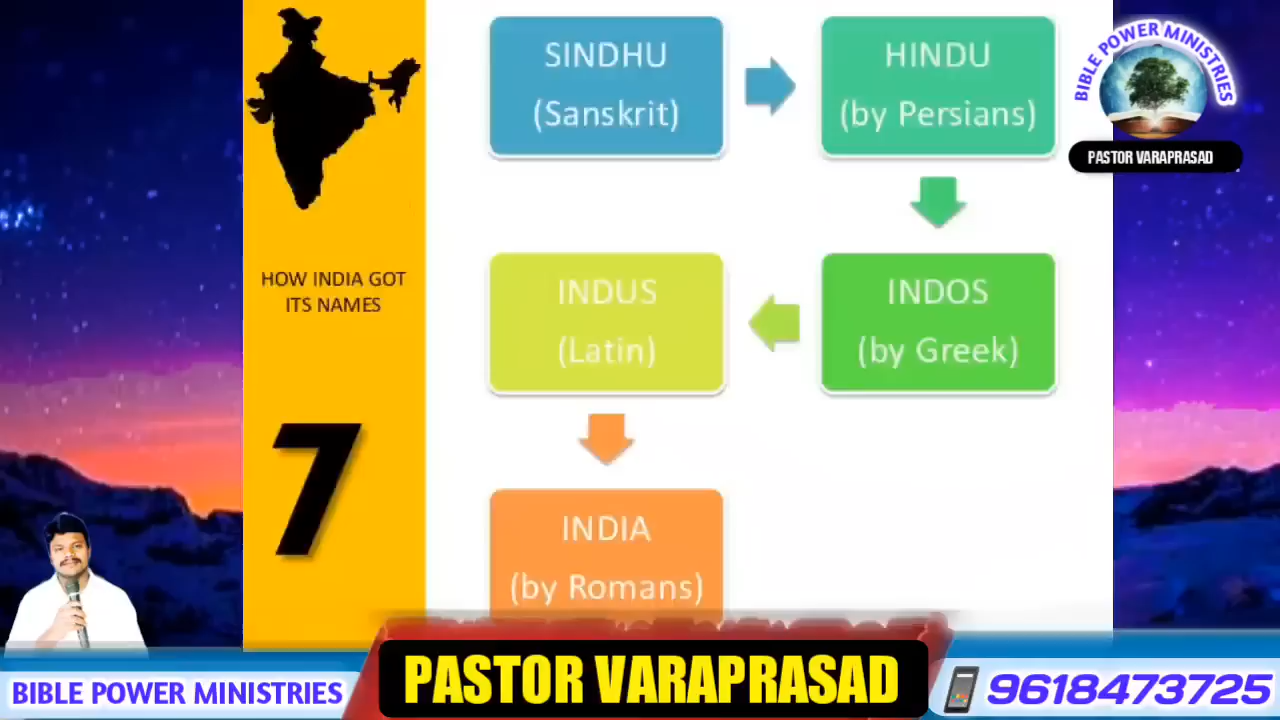 SINDHU
(Sanskrit)
HINDU
(by Persians)
BIBLE POWER MINISTRIES
PASTOR VARAPRASAD
HOW INDIA GOT
ITS NAMES
INDUS
(Latin)
INDOS
(by Greek)
7
INDIA
(by Romans)
BIBLE POWER MINISTRIES
PASTOR VARAPRASAD
9618473725